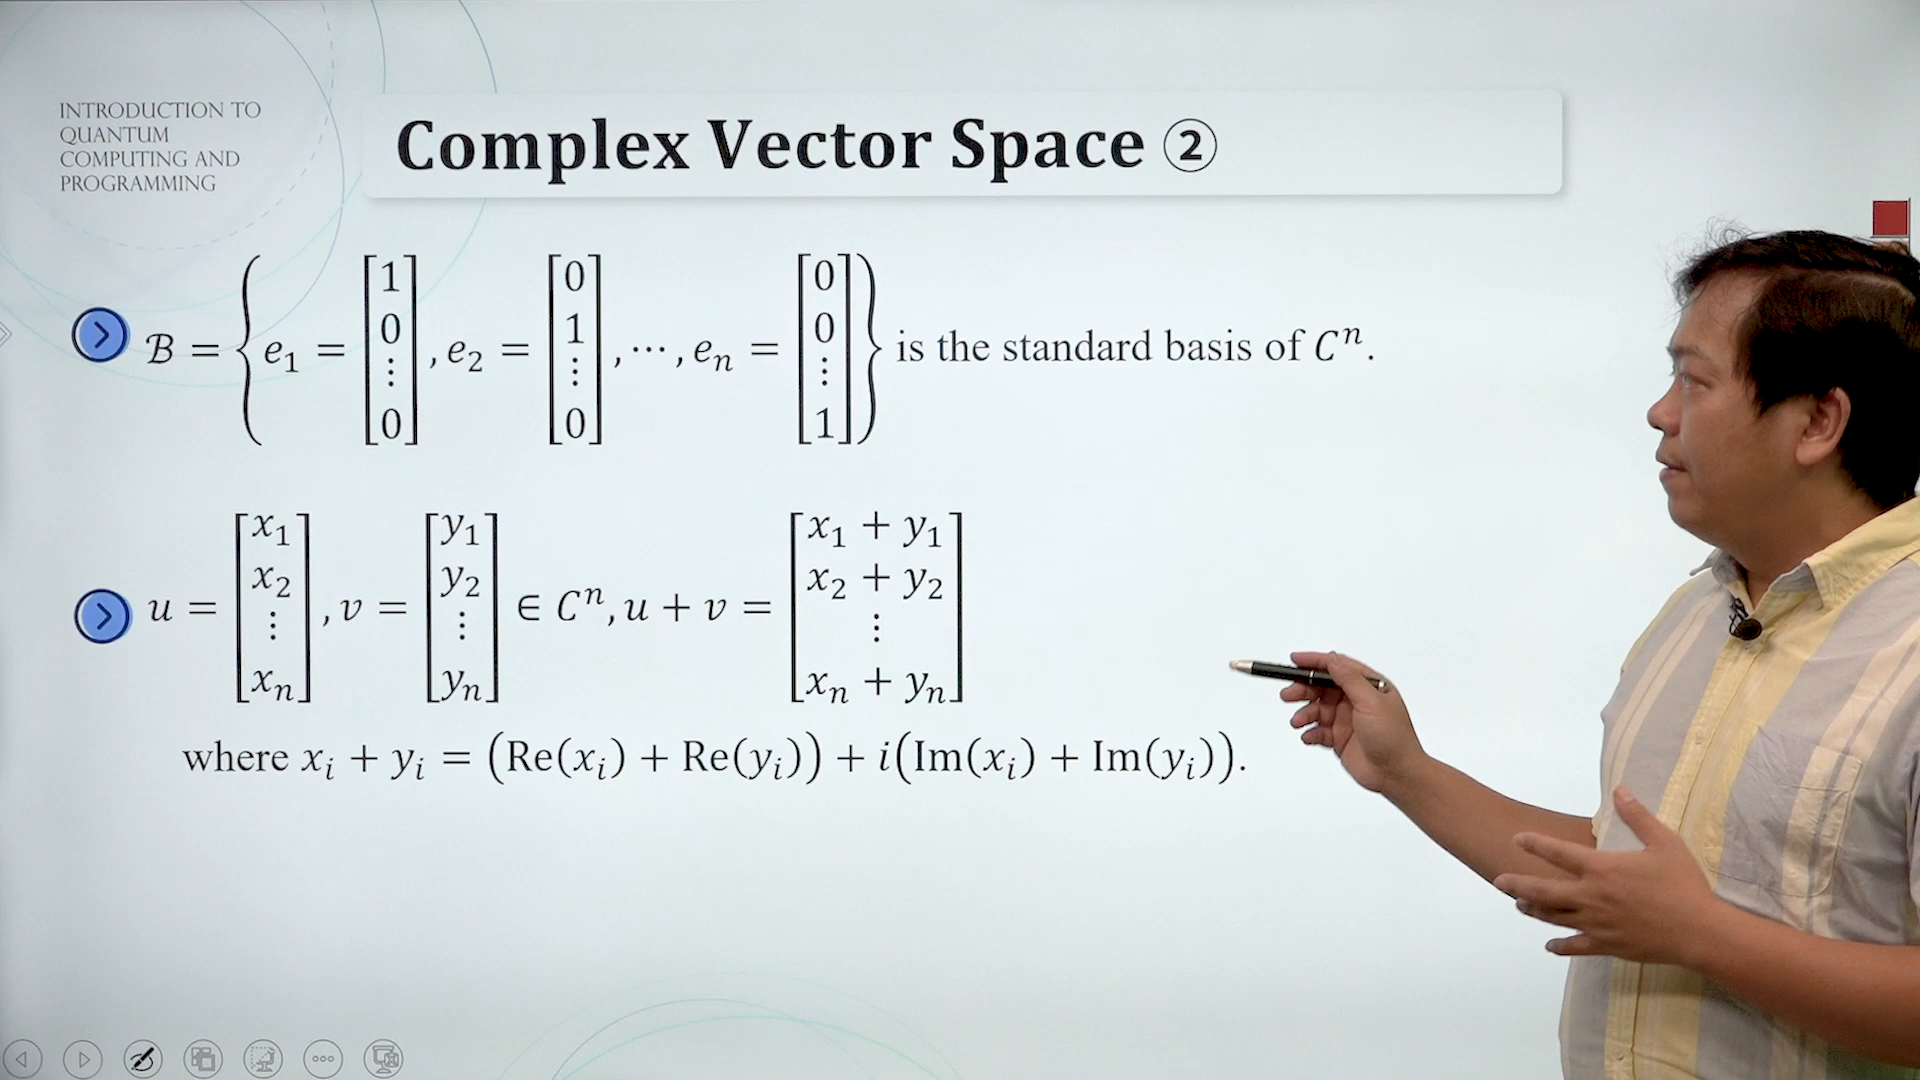 INTRODUCTION TO
QUANTUM
COMPUTING AND
PROGRAMMING
Complex Vector Space ②
ℬ = { e₁ = [1 0 ⋮ 0], e₂ = [0 1 ⋮ 0], ⋯, eₙ = [0 0 ⋮ 1] } is the standard basis of Cⁿ.
u = [x₁ x₂ ⋮ xₙ], v = [y₁ y₂ ⋮ yₙ] ∈ Cⁿ, u + v = [x₁ + y₁ x₂ + y₂ ⋮ xₙ + yₙ]
where xᵢ + yᵢ = (Re(xᵢ) + Re(yᵢ)) + i(Im(xᵢ) + Im(yᵢ)).